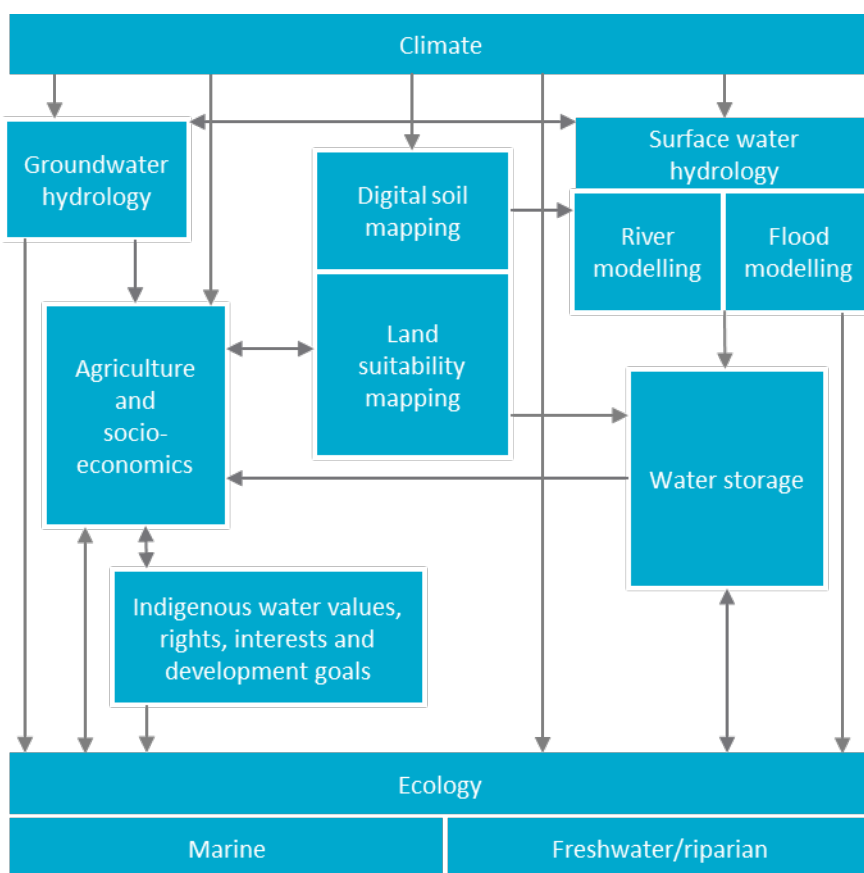 Climate
Groundwater
hydrology
Digital soil
mapping
Surface water
hydrology
River
modelling
Flood
modelling
Agriculture
and
socio-
economics
Land
suitability
mapping
Water storage
Indigenous water values,
rights, interests and
development goals
Ecology
Marine
Freshwater/riparian